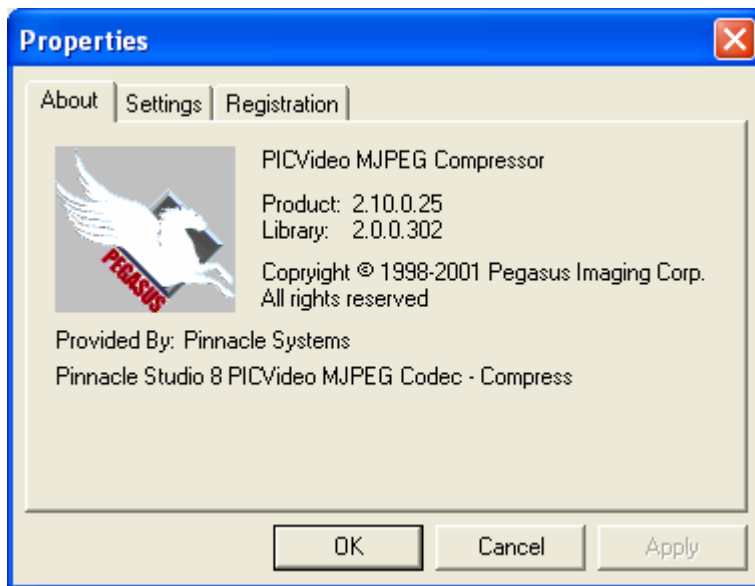 Properties
About Settings Registration
PICVideo MJPEG Compressor
Product: 2.10.0.25
Library: 2.0.0.302
Copryight © 1998-2001 Pegasus Imaging Corp.
All rights reserved
PEGASUS
Provided By: Pinnacle Systems
Pinnacle Studio 8 PICVideo MJPEG Codec - Compress
OK Cancel Apply